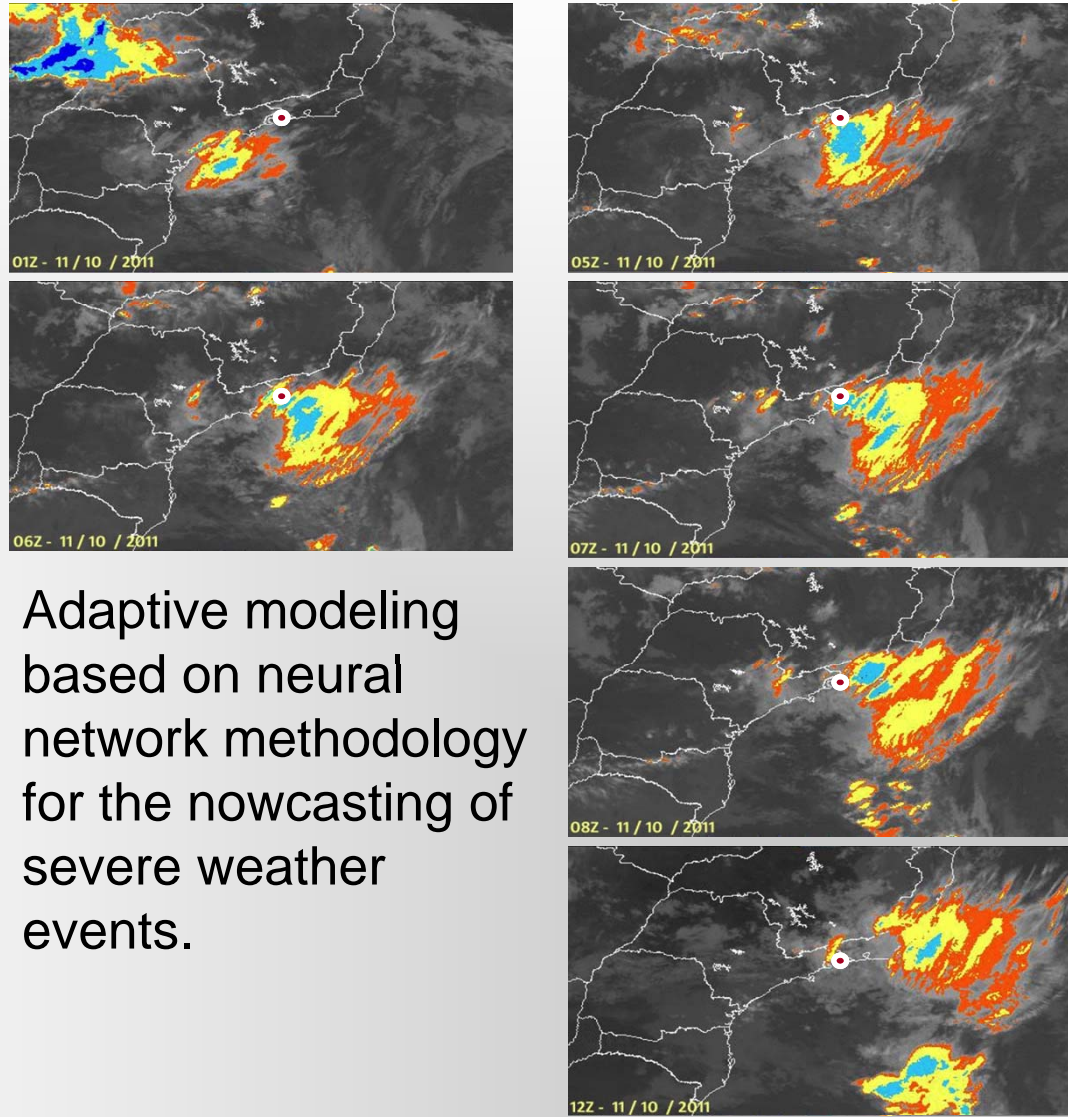 01Z - 11 / 10 / 2011
05Z - 11 / 10 / 2011
06Z - 11 / 10 / 2011
07Z - 11 / 10 / 2011
Adaptive modeling
based on neural
network methodology
for the nowcasting of
severe weather
events.
08Z - 11 / 10 / 2011
12Z - 11 / 10 / 2011